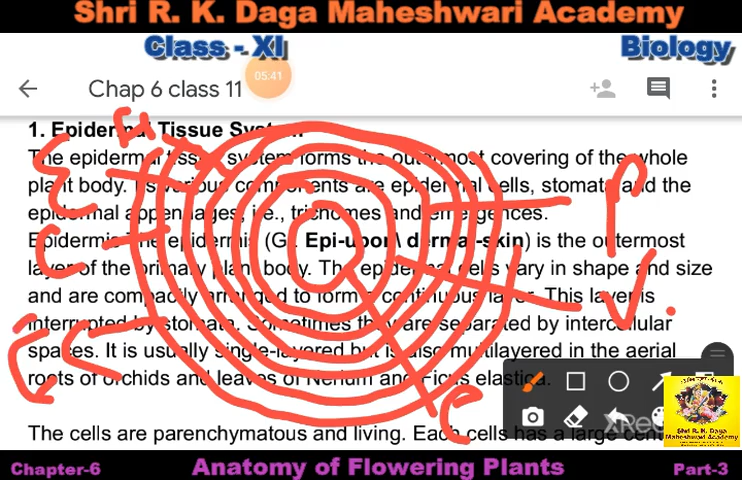 Shri R. K. Daga Maheshwari Academy
Class - XI
Biology
05:41
Chap 6 class 11
1. Epidermal Tissue System
The epidermal tissue system forms the outermost covering of the whole
plant body. Its various components are epidermal cells, stomata and the
epidermal appendages, i.e., trichomes and emergences.
Epidermis-The epidermis (Gr. Epi-upon\ derma-skin) is the outermost
layer of the primary plant body. The epidermal cells vary in shape and size
and are compactly arranged to form a continuous layer. This layer is
interrupted by stomata. Sometimes they are separated by intercellular
spaces. It is usually single-layered but is also multilayered in the aerial
roots of orchids and leaves of Nerium and Ficus elastica.
The cells are parenchymatous and living. Each cells has a large
E
C
P
V.
C
Shri R. K. Daga
Maheshwari Academy
Chapter-6
Anatomy of Flowering Plants
Part-3